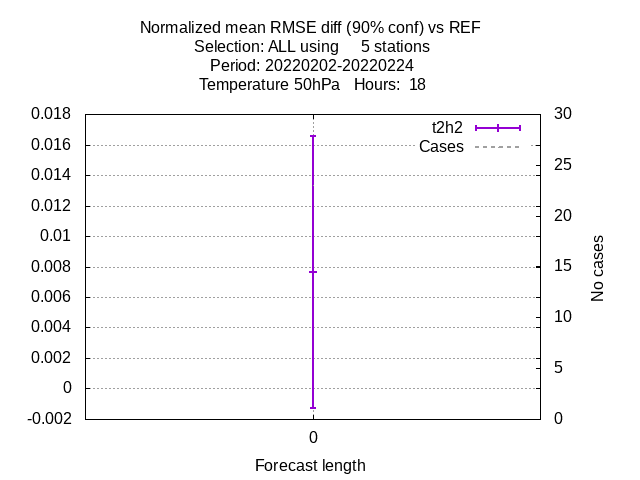 Normalized mean RMSE diff (90% conf) vs REF
Selection: ALL using     5 stations
Period: 20220202-20220224
Temperature 50hPa   Hours:  18
0.018
0.016
0.014
0.012
0.01
0.008
0.006
0.004
0.002
0
-0.002
t2h2
Cases
30
25
20
15
10
5
0
No cases
0
Forecast length